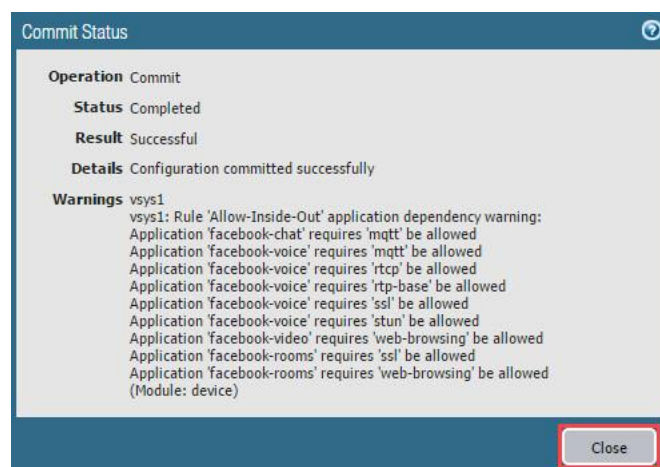 Commit Status
?
Operation Commit
Status Completed
Result Successful
Details Configuration committed successfully
Warnings vsys1
vsys1: Rule 'Allow-Inside-Out' application dependency warning:
Application 'facebook-chat' requires 'mqtt' be allowed
Application 'facebook-voice' requires 'mqtt' be allowed
Application 'facebook-voice' requires 'rtcp' be allowed
Application 'facebook-voice' requires 'rtp-base' be allowed
Application 'facebook-voice' requires 'ssl' be allowed
Application 'facebook-voice' requires 'stun' be allowed
Application 'facebook-video' requires 'web-browsing' be allowed
Application 'facebook-rooms' requires 'ssl' be allowed
Application 'facebook-rooms' requires 'web-browsing' be allowed
(Module: device)
Close